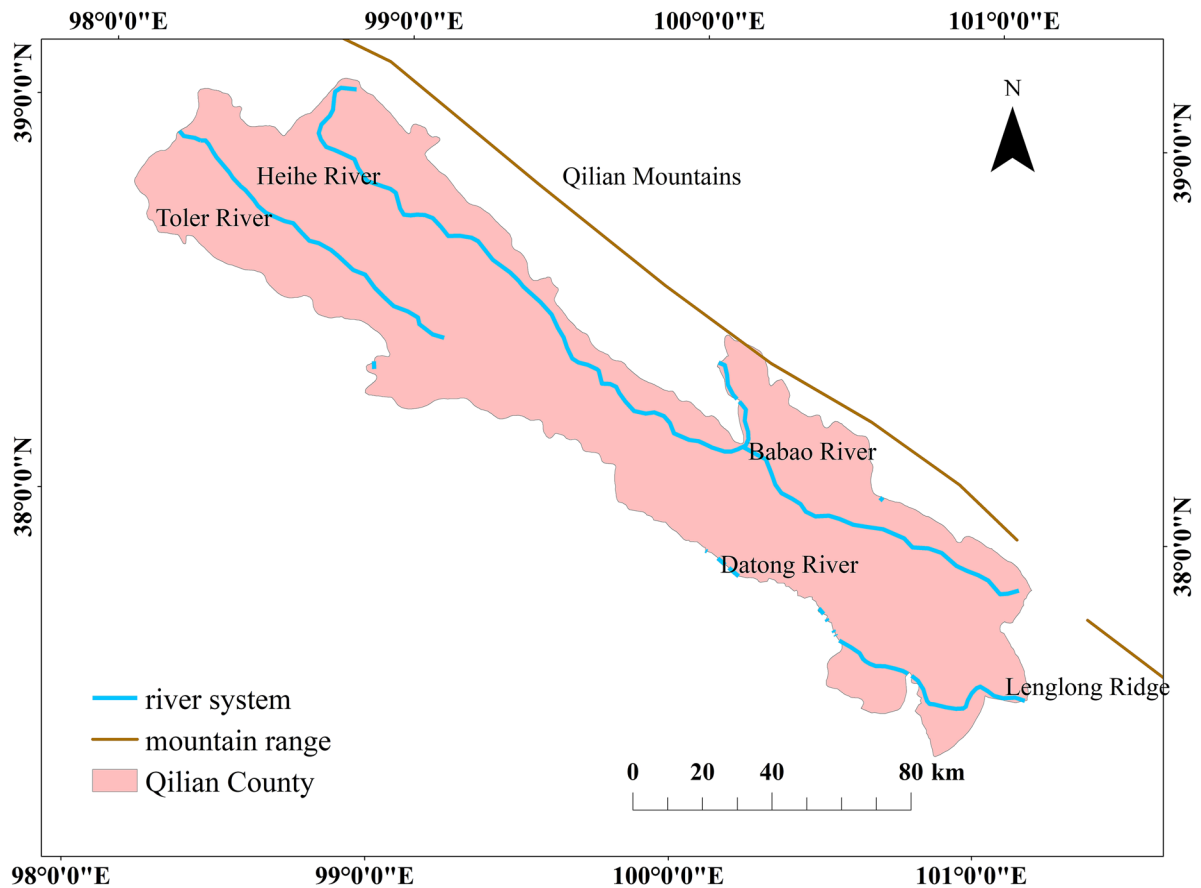 98°0'0"E 99°0'0"E 100°0'0"E 101°0'0"E
39°0'0"N
39°0'0"N
N
Qilian Mountains
Heihe River
Toler River
Babao River
38°0'0"N
38°0'0"N
Datong River
Lenglong Ridge
river system
mountain range
Qilian County
0 20 40 80 km
98°0'0"E 99°0'0"E 100°0'0"E 101°0'0"E